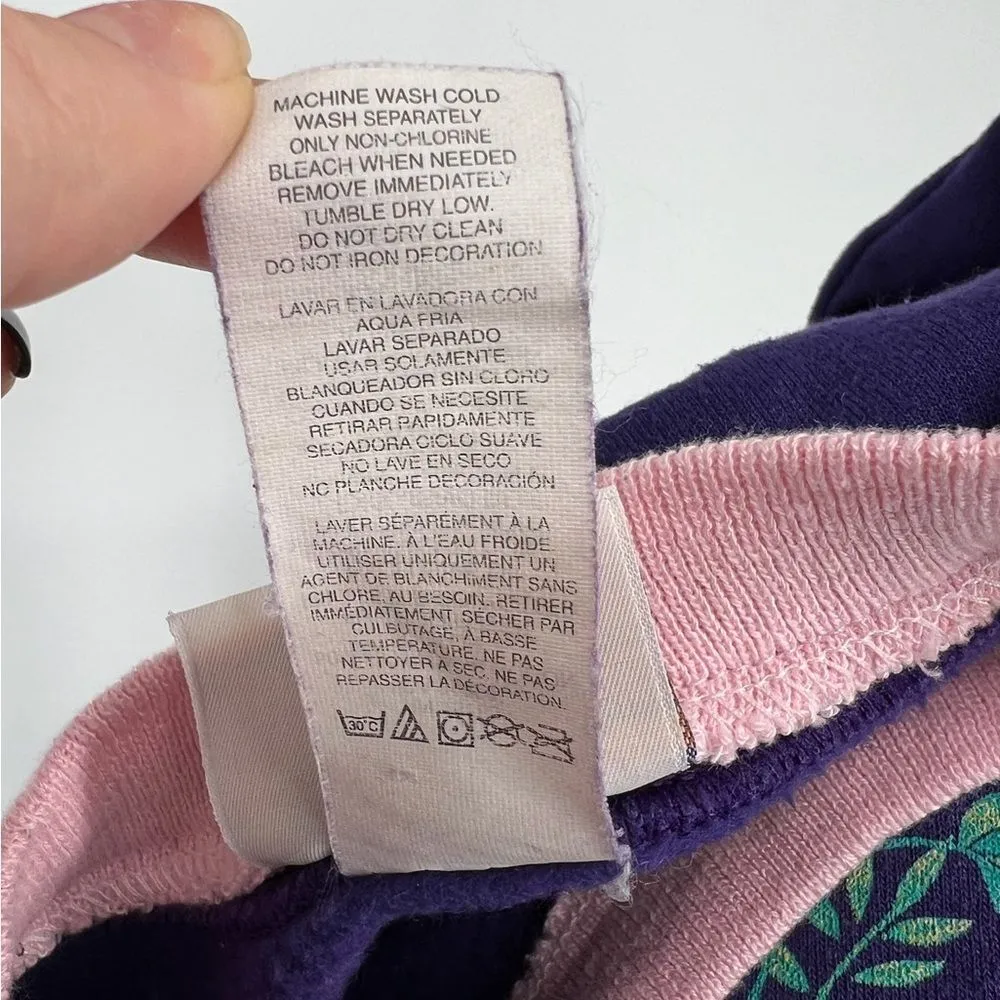 MACHINE WASH COLD
WASH SEPARATELY
ONLY NON-CHLORINE
BLEACH WHEN NEEDED
REMOVE IMMEDIATELY
TUMBLE DRY LOW.
DO NOT DRY CLEAN
DO NOT IRON DECORATION
LAVAR EN LAVADORA CON
AQUA FRIA
LAVAR SEPARADO
USAR SOLAMENTE
BLANQUEADOR SIN CLORO
CUANDO SE NECESITE
RETIRAR RAPIDAMENTE
SECADORA CICLO SUAVE
NO LAVE EN SECO
NO PLANCHE DECORACIÓN
LAVER SÉPARÉMENT À LA
MACHINE, À L'EAU FROIDE.
UTILISER UNIQUEMENT UN
AGENT DE BLANCHIMENT SANS
CHLORE, AU BESOIN. RETIRER
IMMÉDIATEMENT. SÉCHER PAR
CULBUTAGE, À BASSE
TEMPÉRATURE, NE PAS
NETTOYER À SEC, NE PAS
REPASSER LA DÉCORATION.
30°C